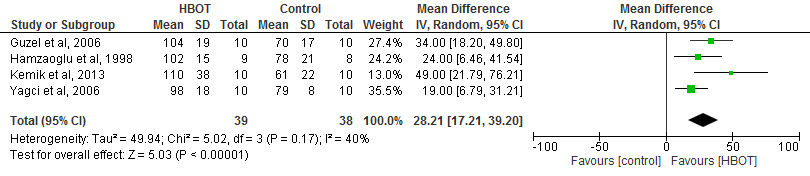 HBOT Control Mean Difference Mean Difference
Study or Subgroup Mean SD Total Mean SD Total Weight IV, Random, 95% CI IV, Random, 95% CI
Guzel et al, 2006 104 19 10 70 17 10 27.4% 34.00 [18.20, 49.80]
Hamzaoglu et al, 1998 102 15 9 78 21 8 24.2% 24.00 [6.46, 41.54]
Kemik et al, 2013 110 38 10 61 22 10 13.0% 49.00 [21.79, 76.21]
Yagci et al, 2006 98 18 10 79 8 10 35.5% 19.00 [6.79, 31.21]
Total (95% CI) 39 38 100.0% 28.21 [17.21, 39.20]
Heterogeneity: Tau² = 49.94; Chi² = 5.02, df = 3 (P = 0.17); I² = 40%
Test for overall effect: Z = 5.03 (P < 0.00001)
-100 -50 0 50 100
Favours [control] Favours [HBOT]